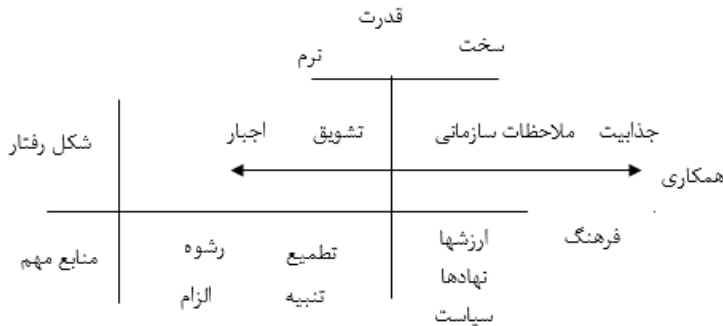 قدرت
سخت نرم
شکل رفتار
جذابیت ملاحظات سازمانی تشویق اجبار
همکاری
منابع مهم
فرهنگ ارزشها تطمیع رشوه
نهادها تنبیه الزام
سیاست